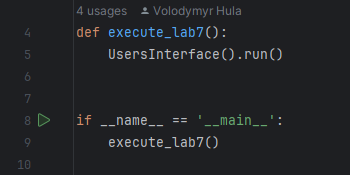 4 usages Volodymyr Hula
4 def execute_lab7():
5     UsersInterface().run()
6
7
8 if __name__ == '__main__':
9     execute_lab7()
10